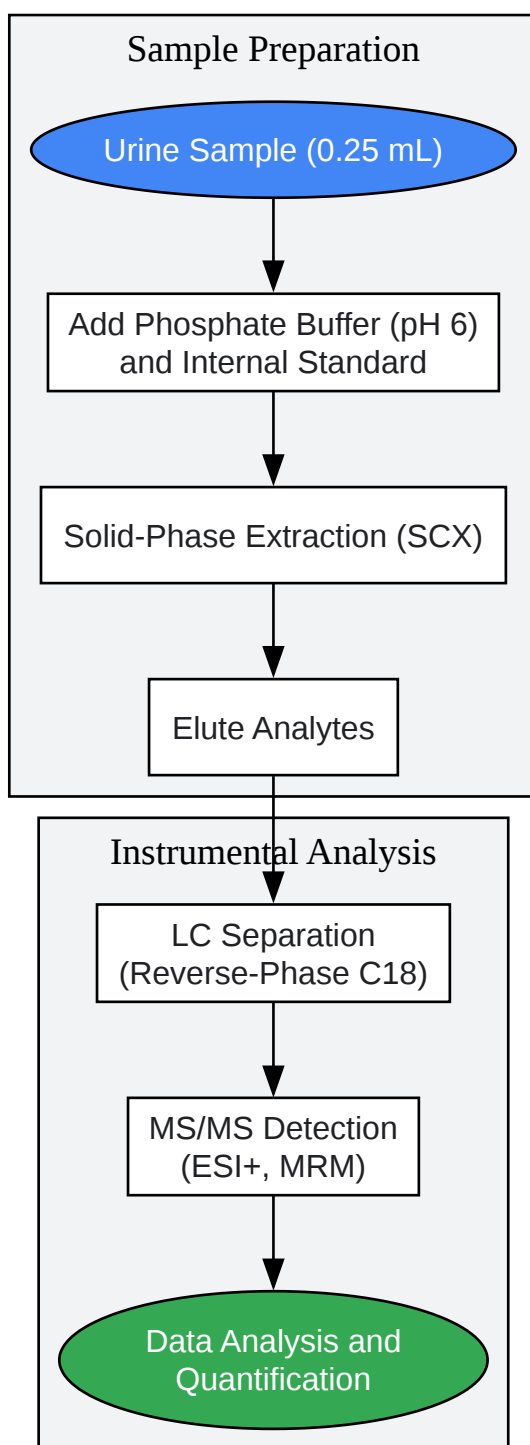 Sample Preparation
Urine Sample (0.25 mL)
Add Phosphate Buffer (pH 6)
and Internal Standard
Solid-Phase Extraction (SCX)
Elute Analytes
Instrumental Analysis
LC Separation
(Reverse-Phase C18)
MS/MS Detection
(ESI+, MRM)
Data Analysis and
Quantification